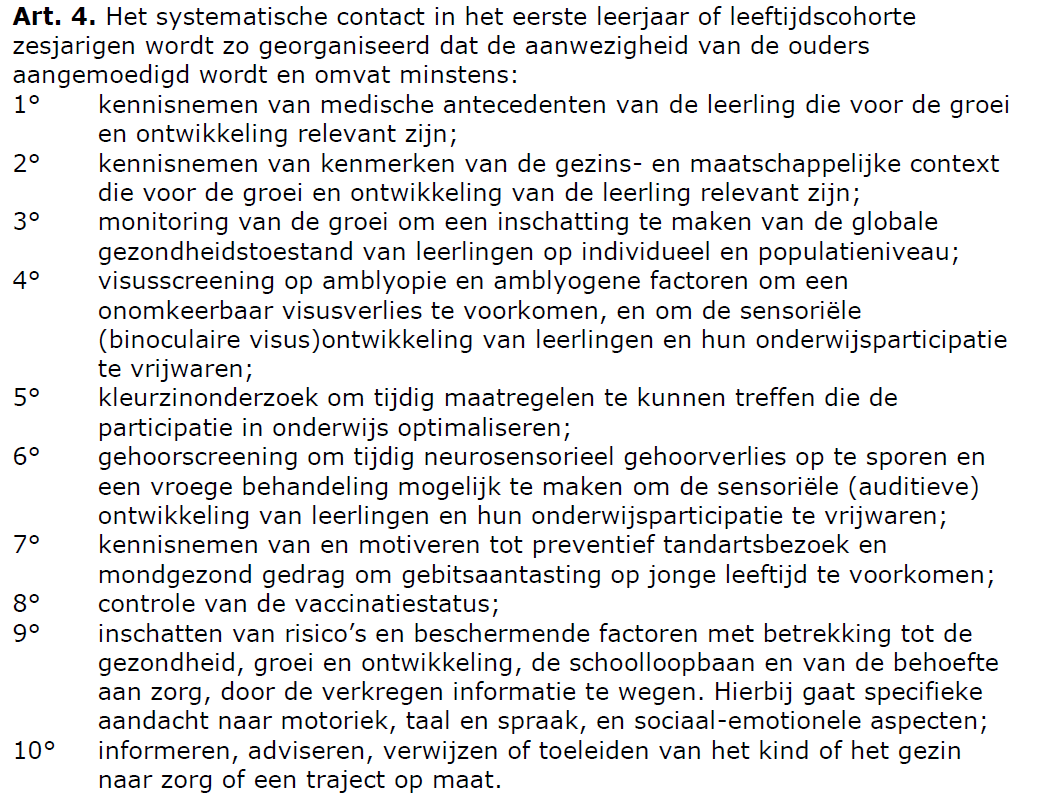 Art. 4. Het systematische contact in het eerste leerjaar of leeftijdscohorte
zesjarigen wordt zo georganiseerd dat de aanwezigheid van de ouders
aangemoedigd wordt en omvat minstens:
1° kennisnemen van medische antecedenten van de leerling die voor de groei
en ontwikkeling relevant zijn;
2° kennisnemen van kenmerken van de gezins- en maatschappelijke context
die voor de groei en ontwikkeling van de leerling relevant zijn;
3° monitoring van de groei om een inschatting te maken van de globale
gezondheidstoestand van leerlingen op individueel en populatieniveau;
4° visusscreening op amblyopie en amblyogene factoren om een
onomkeerbaar visusverlies te voorkomen, en om de sensoriële
(binoculaire visus)ontwikkeling van leerlingen en hun onderwijsparticipatie
te vrijwaren;
5° kleurzinonderzoek om tijdig maatregelen te kunnen treffen die de
participatie in onderwijs optimaliseren;
6° gehoorscreening om tijdig neurosensorieel gehoorverlies op te sporen en
een vroege behandeling mogelijk te maken om de sensoriële (auditieve)
ontwikkeling van leerlingen en hun onderwijsparticipatie te vrijwaren;
7° kennisnemen van en motiveren tot preventief tandartsbezoek en
mondgezond gedrag om gebitsaantasting op jonge leeftijd te voorkomen;
8° controle van de vaccinatiestatus;
9° inschatten van risico’s en beschermende factoren met betrekking tot de
gezondheid, groei en ontwikkeling, de schoolloopbaan en van de behoefte
aan zorg, door de verkregen informatie te wegen. Hierbij gaat specifieke
aandacht naar motoriek, taal en spraak, en sociaal-emotionele aspecten;
10° informeren, adviseren, verwijzen of toeleiden van het kind of het gezin
naar zorg of een traject op maat.